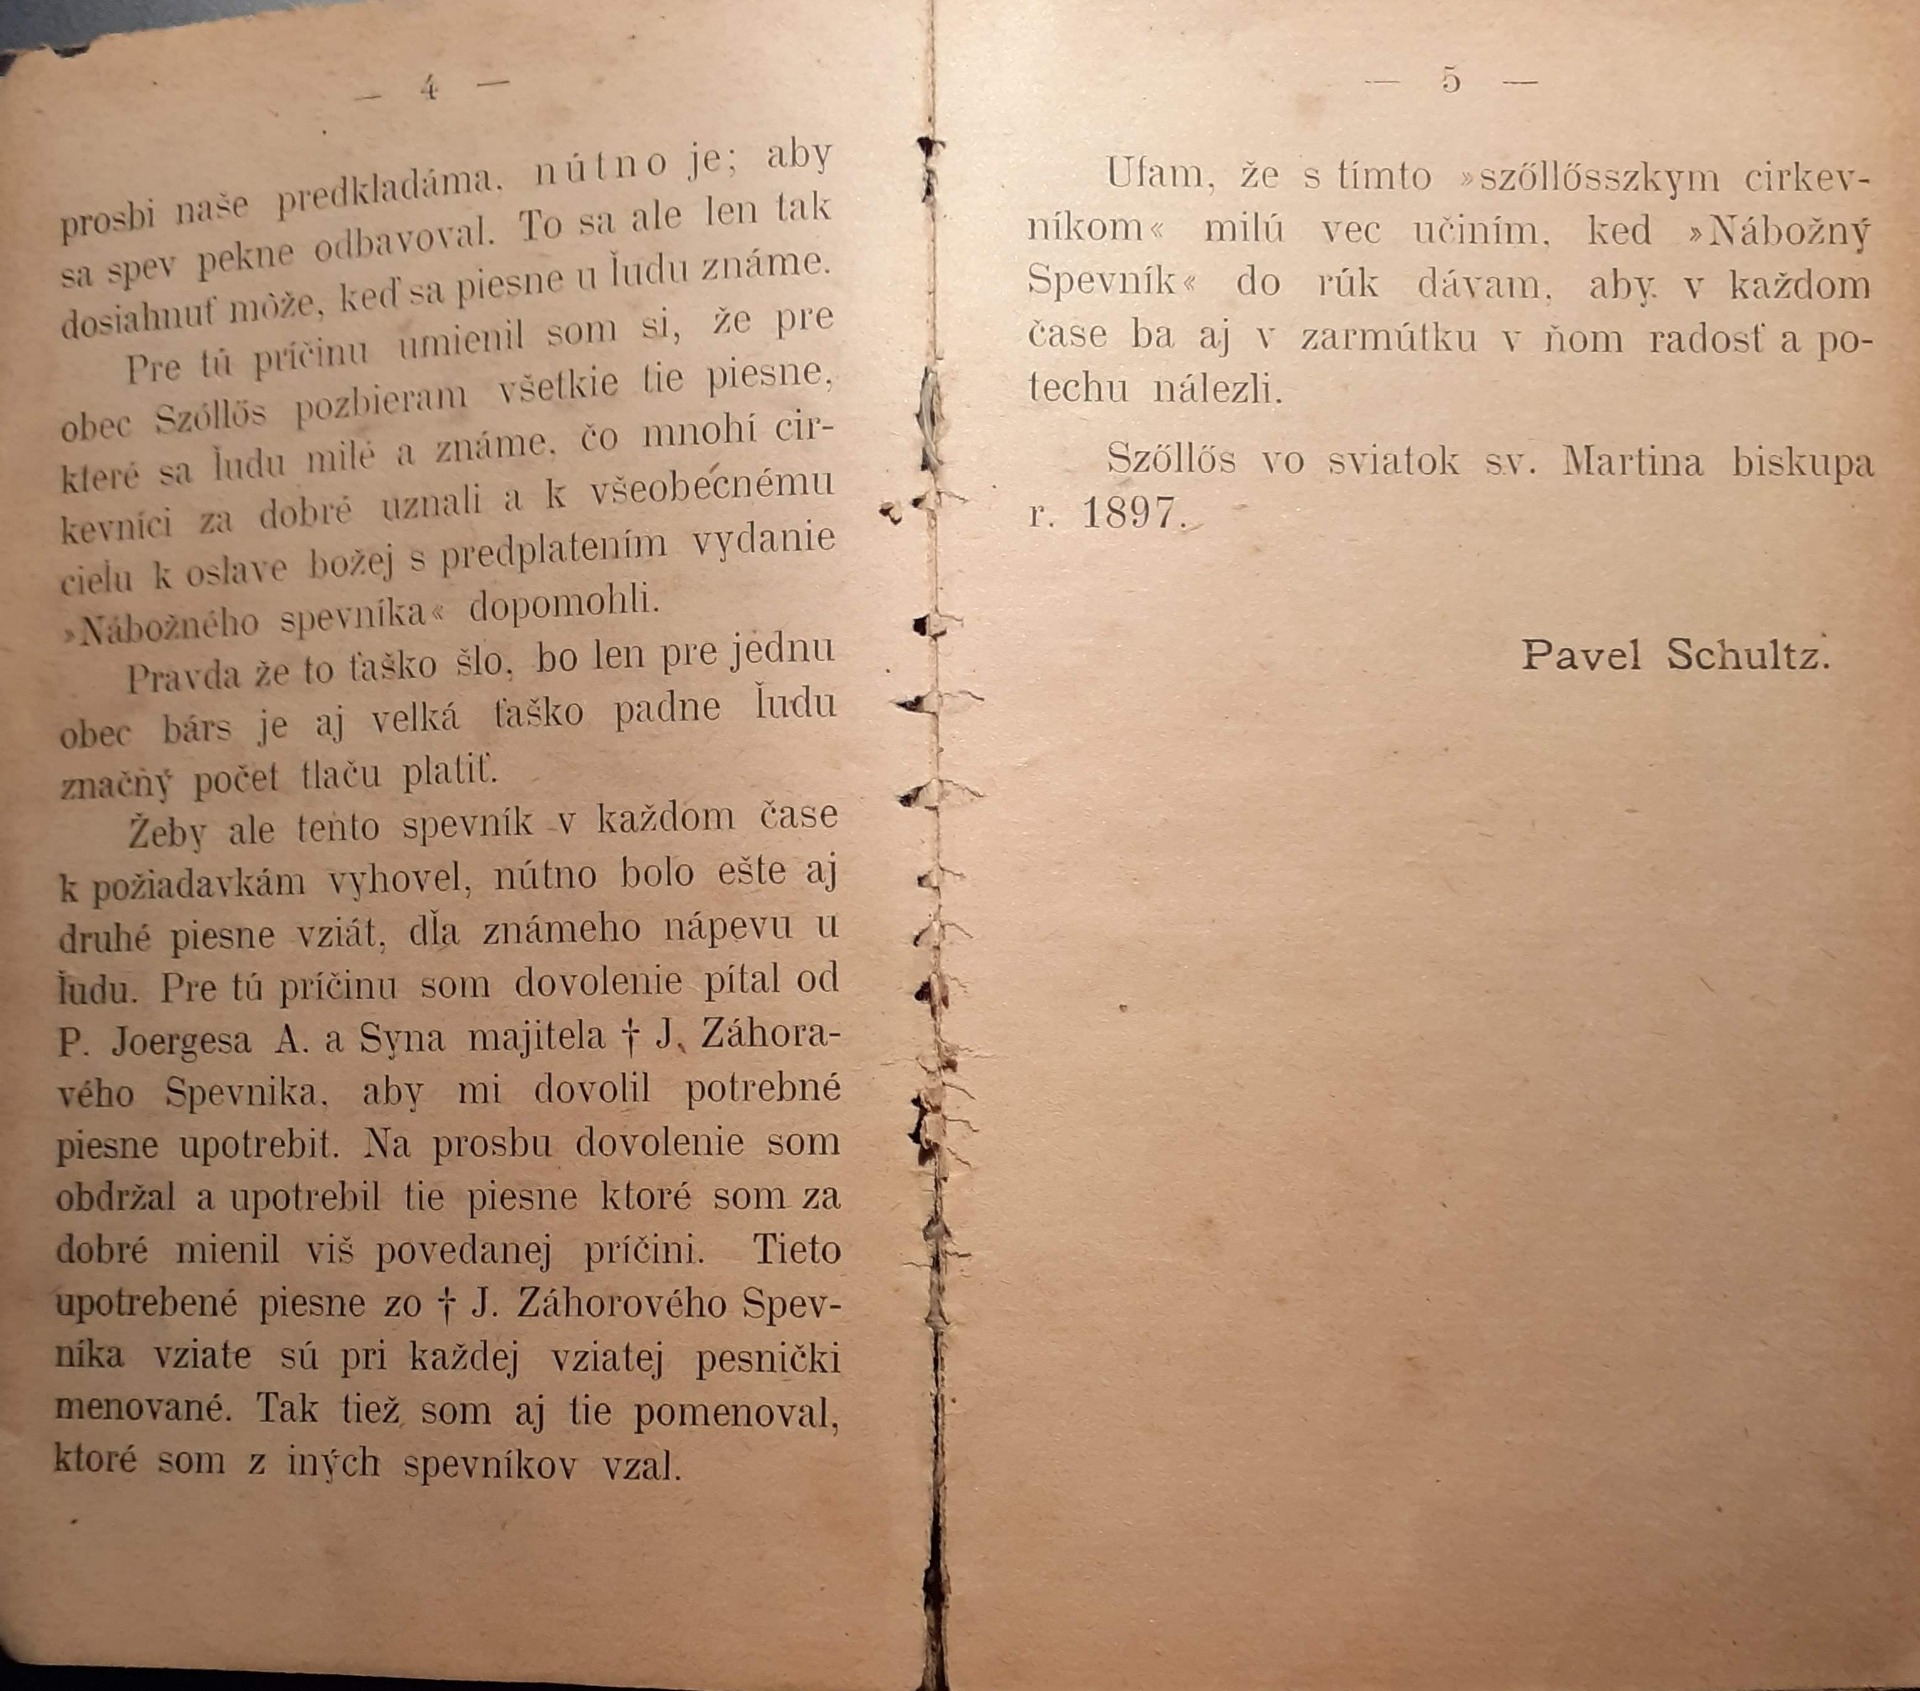 — 4 —
prosbi naše predkladáma, nútno je; aby
sa spev pekne odbavoval. To sa ale len tak
dosiahnuť môže, keď sa piesne u ľudu známe.
Pre tú príčinu umienil som si, že pre
obec Szőllős pozbieram všetkie tie piesne,
které sa ľudu milé a známe, čo mnohí cir-
kevníci za dobré uznali a k všeobećnému
cielu k oslave božej s predplatením vydanie
»Nábožného spevníka« dopomohli.
Pravda že to ťaško šlo, bo len pre jednu
obec bárs je aj velká ťaško padne ľudu
značný počet tlaču platiť.
Žeby ale tento spevník v každom čase
k požiadavkám vyhovel, nútno bolo ešte aj
druhé piesne vziát, dľa známeho nápevu u
ľudu. Pre tú príčinu som dovolenie pítal od
P. Joergesa A. a Syna majitela † J. Záhora-
vého Spevnika, aby mi dovolil potrebné
piesne upotrebit. Na prosbu dovolenie som
obdržal a upotrebil tie piesne ktoré som za
dobré mienil viš povedanej príčini. Tieto
upotrebené piesne zo † J. Záhorového Spev-
níka vziate sú pri každej vziatej pesnički
menované. Tak tiež som aj tie pomenoval,
ktoré som z iných spevníkov vzal.
— 5 —
Ufam, že s tímto »szőllősszkym cirkev-
níkom« milú vec učiním, ked »Nábožný
Spevník« do rúk dávam, aby v každom
čase ba aj v zarmútku v ňom radosť a po-
techu nálezli.
Szőllős vo sviatok sv. Martina biskupa
r. 1897.
Pavel Schultz.